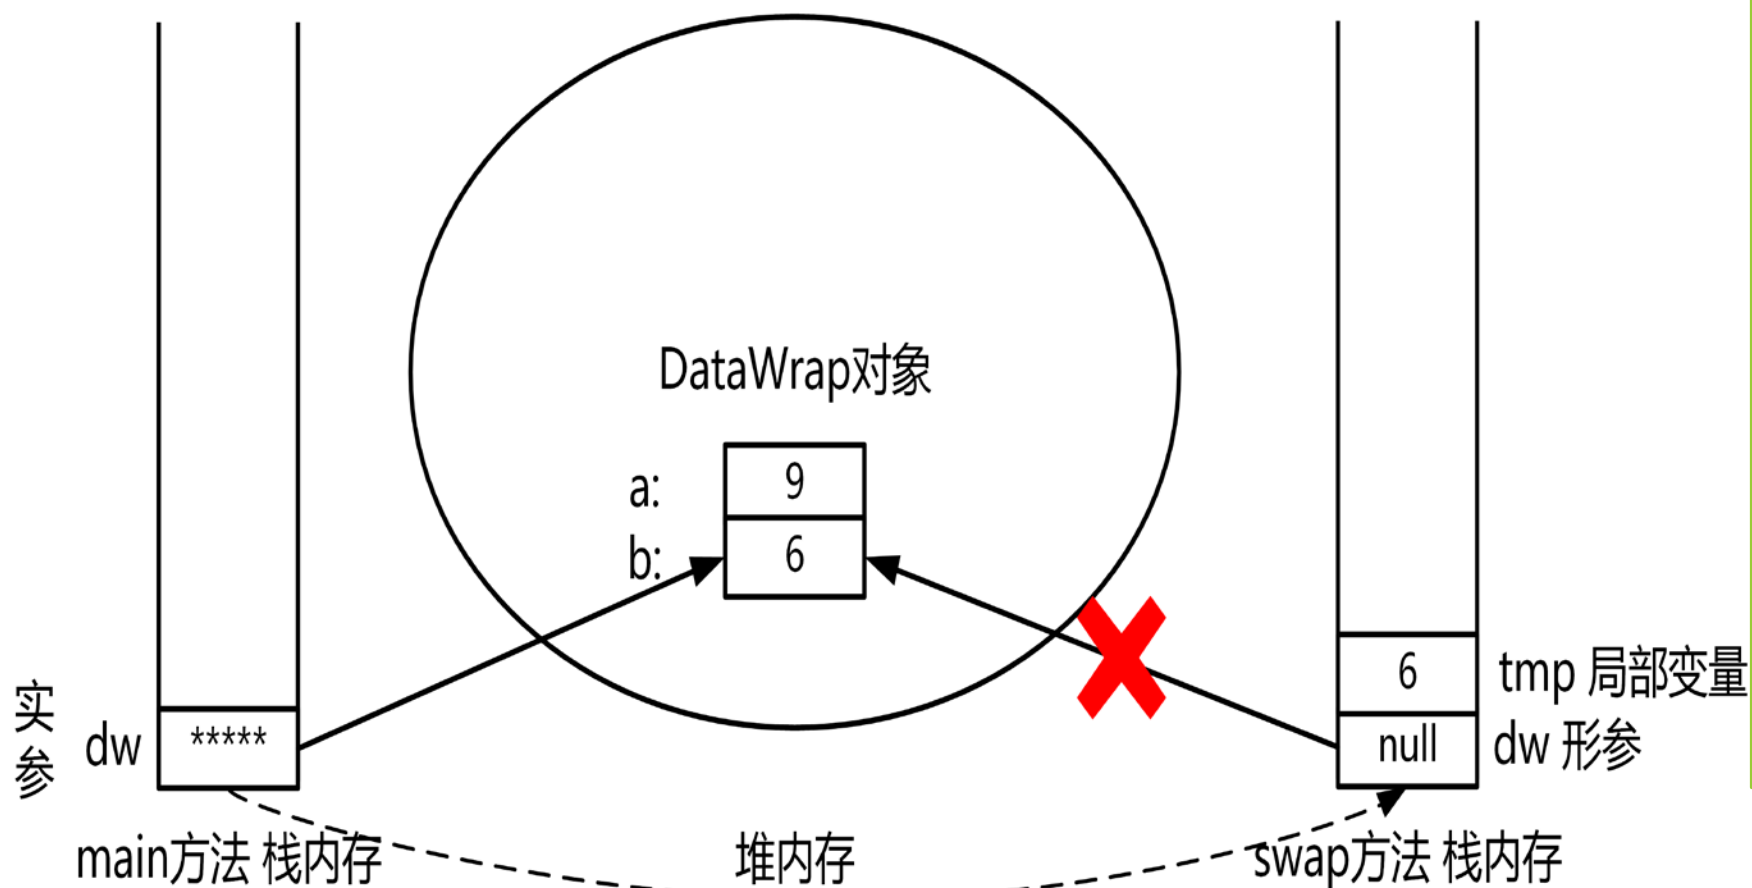 DataWrap对象
a: 9
b: 6
6 tmp 局部变量
实参 dw ***** null dw 形参
main方法 栈内存 堆内存 swap方法 栈内存